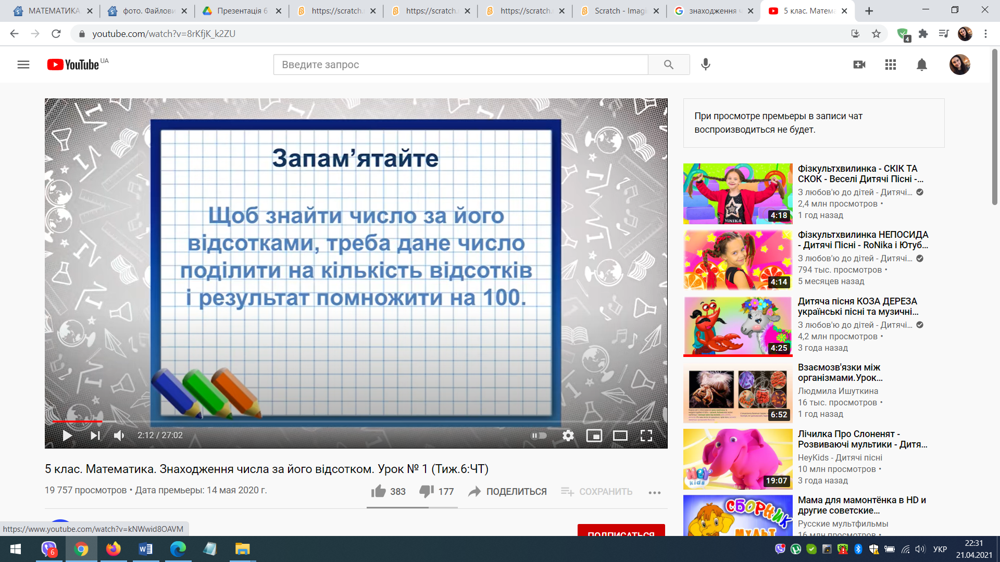 МАТЕМАТИКА
фото. Файлови
Презентація 6
https://scratch.
https://scratch.
https://scratch.
Scratch - Imagi
знаходження ч
5 клас. Матема
youtube.com/watch?v=8rKfjK_k2ZU
4
YouTube UA
Введите запрос
Запам’ятайте
Щоб знайти число за його
відсотками, треба дане число
поділити на кількість відсотків
і результат помножити на 100.
2:12 / 27:02
5 клас. Математика. Знаходження числа за його відсотком. Урок № 1 (Тиж.6:ЧТ)
19 757 просмотров • Дата премьеры: 14 мая 2020 г.
383
177
ПОДЕЛИТЬСЯ
СОХРАНИТЬ
ПОДПИСАТЬСЯ
При просмотре премьеры в записи чат
воспроизводиться не будет.
4:18
Фізкультхвилинка - СКІК ТА
СКОК - Веселі Дитячі Пісні -...
З любов'ю до дітей - Дитячі...
2,4 млн просмотров •
1 год назад
4:14
Фізкультхвилинка НЕПОСИДА
- Дитячі Пісні - RoNika і Ютуб...
З любов'ю до дітей - Дитячі...
794 тыс. просмотров •
5 месяцев назад
4:25
Дитяча пісня КОЗА ДЕРЕЗА
українські пісні та музичні...
З любов'ю до дітей - Дитячі...
4,2 млн просмотров •
3 года назад
6:52
Взаємозв'язки між
організмами.Урок...
Людмила Ишуткина
16 тыс. просмотров •
1 год назад
HEY
kids
19:07
Лічилка Про Слоненят -
Розвиваючі мультики - Дитя...
HeyKids - Дитячі пісні
10 млн просмотров •
3 года назад
СБОРНИК
МУЛЬТ
Мама для мамонтёнка в HD и
другие советские...
Русские мультфильмы
16 млн просмотров •
https://www.youtube.com/watch?v=kNWwid8OAVM
6
УКР
22:31
21.04.2021